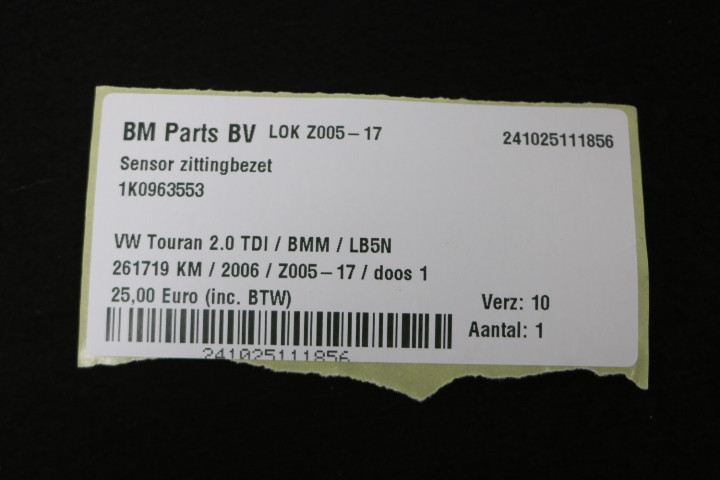 BM Parts BV LOK Z005-17 241025111856
Sensor zittingbezet
1K0963553
VW Touran 2.0 TDI / BMM / LB5N
261719 KM / 2006 / Z005-17 / doos 1
25,00 Euro (inc. BTW) Verz: 10
Aantal: 1
241025111856